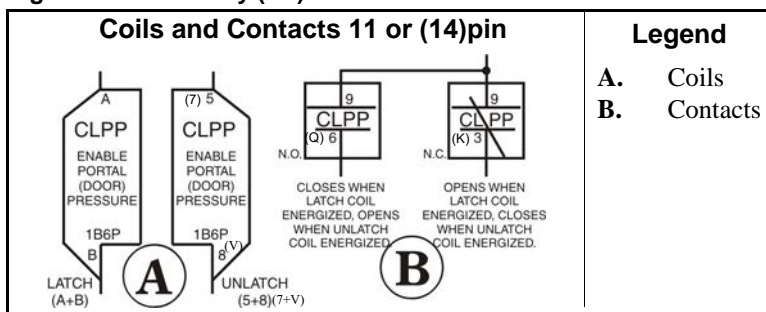 Coils and Contacts 11 or (14)pin
Legend
A. Coils
B. Contacts
A
CLPP
ENABLE
PORTAL
(DOOR)
PRESSURE
1B6P
B
LATCH
(A+B)
(7) 5
CLPP
ENABLE
PORTAL
(DOOR)
PRESSURE
1B6P
8(V)
UNLATCH
(5+8)(7+V)
A
9
CLPP
(Q) 6
N.O.
CLOSES WHEN
LATCH COIL
ENERGIZED, OPENS
WHEN UNLATCH
COIL ENERGIZED.
9
CLPP
(K) 3
N.C.
OPENS WHEN
LATCH COIL
ENERGIZED, CLOSES
WHEN UNLATCH
COIL ENERGIZED.
B